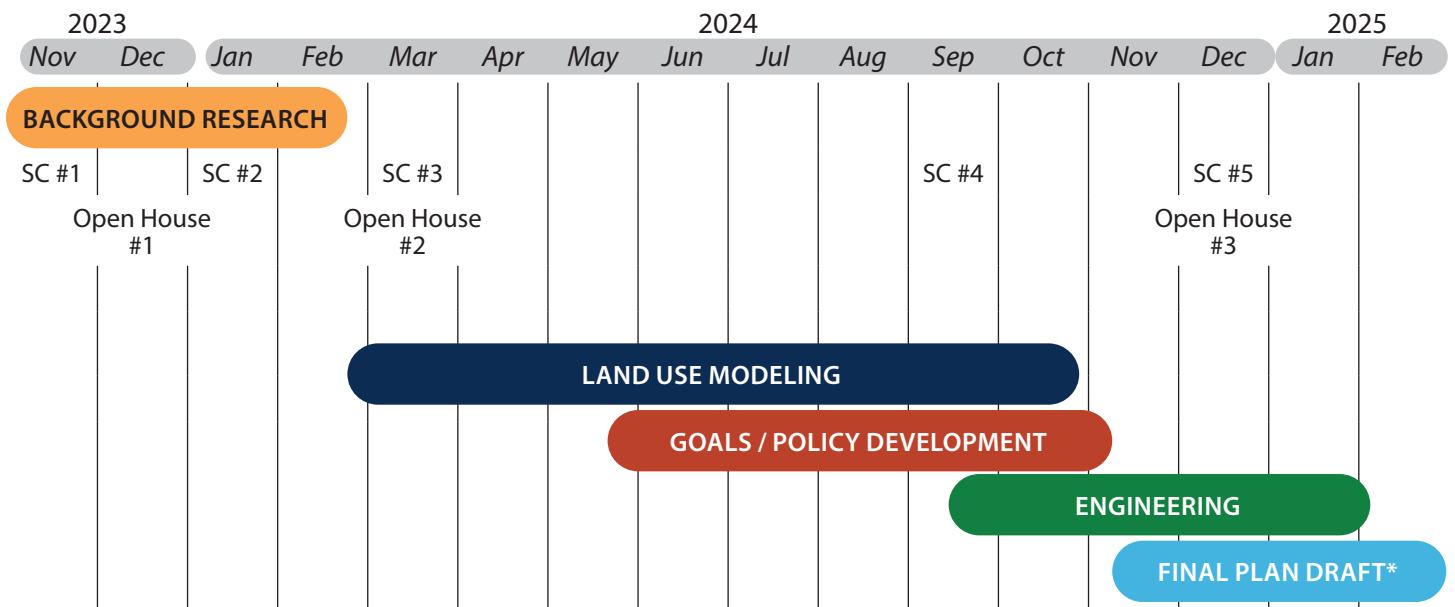 2023 2024 2025
Nov Dec Jan Feb Mar Apr May Jun Jul Aug Sep Oct Nov Dec Jan Feb
BACKGROUND RESEARCH
SC #1 SC #2 SC #3 SC #4 SC #5
Open House Open House Open House
#1 #2 #3
LAND USE MODELING
GOALS / POLICY DEVELOPMENT
ENGINEERING
FINAL PLAN DRAFT*